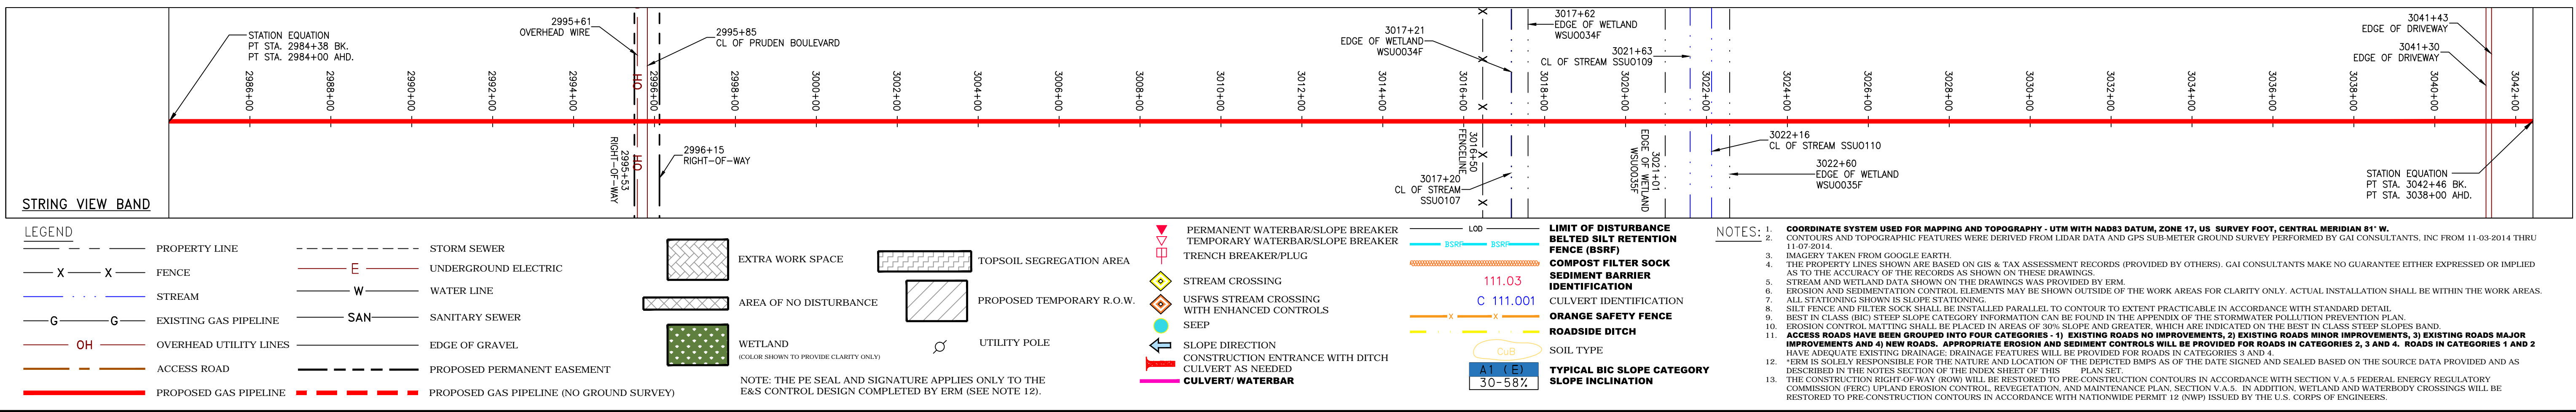 STATION EQUATION
PT STA. 2984+38 BK.
PT STA. 2984+00 AHD.
2995+61
OVERHEAD WIRE
2995+85
CL OF PRUDEN BOULEVARD
3017+21
EDGE OF WETLAND
WSU0034F
3017+62
EDGE OF WETLAND
WSU0034F
3021+63
CL OF STREAM SSU0109
3041+43
EDGE OF DRIVEWAY
3041+30
EDGE OF DRIVEWAY
2986+00
2988+00
2990+00
2992+00
2994+00
2996+00
2998+00
3000+00
3002+00
3004+00
3006+00
3008+00
3010+00
3012+00
3014+00
3016+00
3018+00
3020+00
3022+00
3024+00
3026+00
3028+00
3030+00
3032+00
3034+00
3036+00
3038+00
3040+00
3042+00
OH
OH
X
X
X
X
X
2995+53
RIGHT-OF-WAY
2996+15
RIGHT-OF-WAY
3016+50
FENCELINE
3017+20
CL OF STREAM
SSU0107
3021+01
EDGE OF WETLAND
WSU0035F
3022+16
CL OF STREAM SSU0110
3022+60
EDGE OF WETLAND
WSU0035F
STATION EQUATION
PT STA. 3042+46 BK.
PT STA. 3038+00 AHD.
STRING VIEW BAND
LEGEND
PROPERTY LINE
X X FENCE
STREAM
G G EXISTING GAS PIPELINE
OH OVERHEAD UTILITY LINES
ACCESS ROAD
PROPOSED GAS PIPELINE
STORM SEWER
E UNDERGROUND ELECTRIC
W WATER LINE
SAN SANITARY SEWER
EDGE OF GRAVEL
PROPOSED PERMANENT EASEMENT
PROPOSED GAS PIPELINE (NO GROUND SURVEY)
EXTRA WORK SPACE
AREA OF NO DISTURBANCE
WETLAND
(COLOR SHOWN TO PROVIDE CLARITY ONLY)
TOPSOIL SEGREGATION AREA
PROPOSED TEMPORARY R.O.W.
UTILITY POLE
NOTE: THE PE SEAL AND SIGNATURE APPLIES ONLY TO THE
E&S CONTROL DESIGN COMPLETED BY ERM (SEE NOTE 12).
PERMANENT WATERBAR/SLOPE BREAKER
TEMPORARY WATERBAR/SLOPE BREAKER
TRENCH BREAKER/PLUG
STREAM CROSSING
USFWS STREAM CROSSING
WITH ENHANCED CONTROLS
SEEP
SLOPE DIRECTION
CONSTRUCTION ENTRANCE WITH DITCH
CULVERT AS NEEDED
CULVERT/ WATERBAR
LOD LIMIT OF DISTURBANCE
BSRF BSRF BELTED SILT RETENTION
FENCE (BSRF)
COMPOST FILTER SOCK
111.03 SEDIMENT BARRIER
IDENTIFICATION
C 111.001 CULVERT IDENTIFICATION
X X ORANGE SAFETY FENCE
ROADSIDE DITCH
CuB SOIL TYPE
A1 (E) TYPICAL BIC SLOPE CATEGORY
30-58% SLOPE INCLINATION
NOTES:
1. COORDINATE SYSTEM USED FOR MAPPING AND TOPOGRAPHY - UTM WITH NAD83 DATUM, ZONE 17, US SURVEY FOOT, CENTRAL MERIDIAN 81° W.
2. CONTOURS AND TOPOGRAPHIC FEATURES WERE DERIVED FROM LIDAR DATA AND GPS SUB-METER GROUND SURVEY PERFORMED BY GAI CONSULTANTS, INC FROM 11-03-2014 THRU
11-07-2014.
3. IMAGERY TAKEN FROM GOOGLE EARTH.
4. THE PROPERTY LINES SHOWN ARE BASED ON GIS & TAX ASSESSMENT RECORDS (PROVIDED BY OTHERS). GAI CONSULTANTS MAKE NO GUARANTEE EITHER EXPRESSED OR IMPLIED
AS TO THE ACCURACY OF THE RECORDS AS SHOWN ON THESE DRAWINGS.
5. STREAM AND WETLAND DATA SHOWN ON THE DRAWINGS WAS PROVIDED BY ERM.
6. EROSION AND SEDIMENTATION CONTROL ELEMENTS MAY BE SHOWN OUTSIDE OF THE WORK AREAS FOR CLARITY ONLY. ACTUAL INSTALLATION SHALL BE WITHIN THE WORK AREAS.
7. ALL STATIONING SHOWN IS SLOPE STATIONING.
8. SILT FENCE AND FILTER SOCK SHALL BE INSTALLED PARALLEL TO CONTOUR TO EXTENT PRACTICABLE IN ACCORDANCE WITH STANDARD DETAIL
9. BEST IN CLASS (BIC) STEEP SLOPE CATEGORY INFORMATION CAN BE FOUND IN THE APPENDIX OF THE STORMWATER POLLUTION PREVENTION PLAN.
10. EROSION CONTROL MATTING SHALL BE PLACED IN AREAS OF 30% SLOPE AND GREATER, WHICH ARE INDICATED ON THE BEST IN CLASS STEEP SLOPES BAND.
11. ACCESS ROADS HAVE BEEN GROUPED INTO FOUR CATEGORIES - 1) EXISTING ROADS NO IMPROVEMENTS, 2) EXISTING ROADS MINOR IMPROVEMENTS, 3) EXISTING ROADS MAJOR
IMPROVEMENTS AND 4) NEW ROADS. APPROPRIATE EROSION AND SEDIMENT CONTROLS WILL BE PROVIDED FOR ROADS IN CATEGORIES 2, 3 AND 4. ROADS IN CATEGORIES 1 AND 2
HAVE ADEQUATE EXISTING DRAINAGE; DRAINAGE FEATURES WILL BE PROVIDED FOR ROADS IN CATEGORIES 3 AND 4.
12. "ERM IS SOLELY RESPONSIBLE FOR THE NATURE AND LOCATION OF THE DEPICTED BMPS AS OF THE DATE SIGNED AND SEALED BASED ON THE SOURCE DATA PROVIDED AND AS
DESCRIBED IN THE NOTES SECTION OF THE INDEX SHEET OF THIS PLAN SET.
13. THE CONSTRUCTION RIGHT-OF-WAY (ROW) WILL BE RESTORED TO PRE-CONSTRUCTION CONTOURS IN ACCORDANCE WITH SECTION V.A.5 FEDERAL ENERGY REGULATORY
COMMISSION (FERC) UPLAND EROSION CONTROL, REVEGETATION, AND MAINTENANCE PLAN, SECTION V.A.5. IN ADDITION, WETLAND AND WATERBODY CROSSINGS WILL BE
RESTORED TO PRE-CONSTRUCTION CONTOURS IN ACCORDANCE WITH NATIONWIDE PERMIT 12 (NWP) ISSUED BY THE U.S. CORPS OF ENGINEERS.